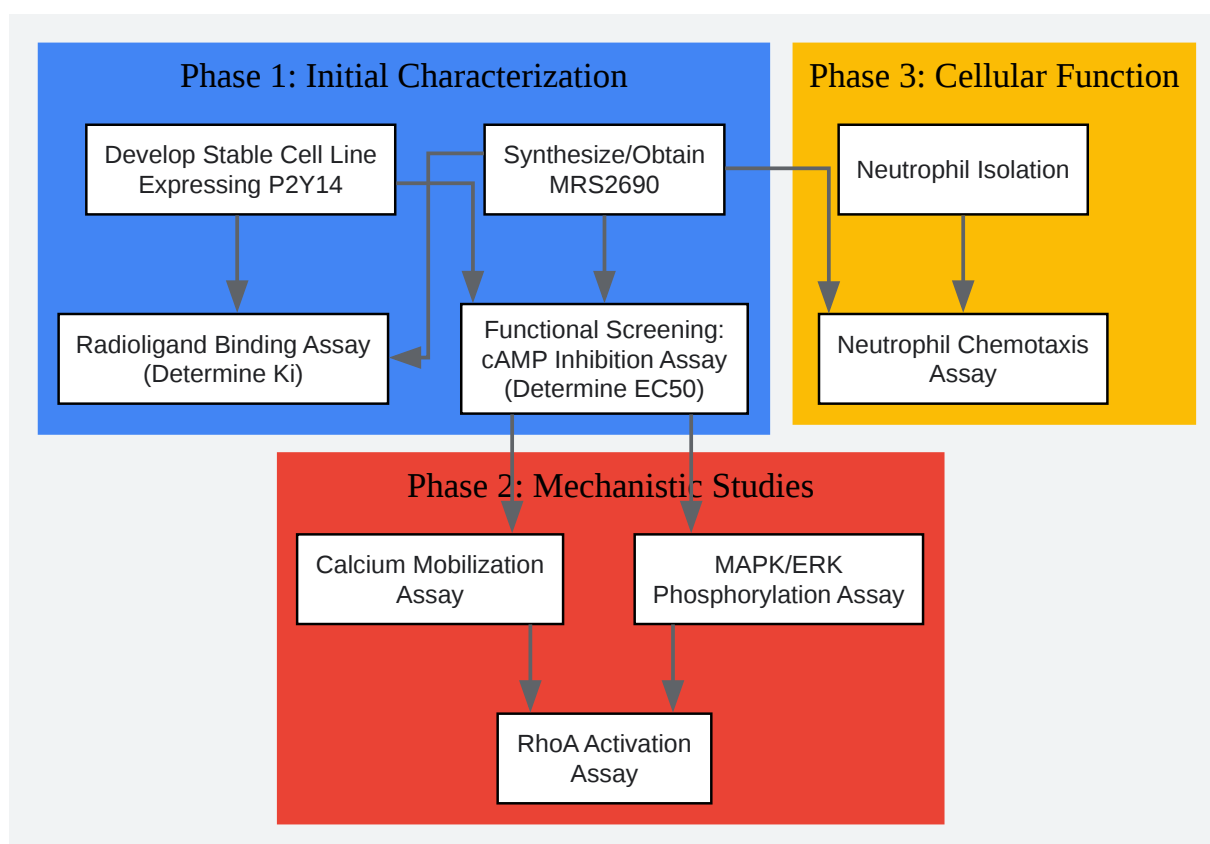 Phase 1: Initial Characterization
Develop Stable Cell Line
Expressing P2Y14
Synthesize/Obtain
MRS2690
Radioligand Binding Assay
(Determine Ki)
Functional Screening:
cAMP Inhibition Assay
(Determine EC50)
Phase 3: Cellular Function
Neutrophil Isolation
Neutrophil Chemotaxis
Assay
Phase 2: Mechanistic Studies
Calcium Mobilization
Assay
MAPK/ERK
Phosphorylation Assay
RhoA Activation
Assay